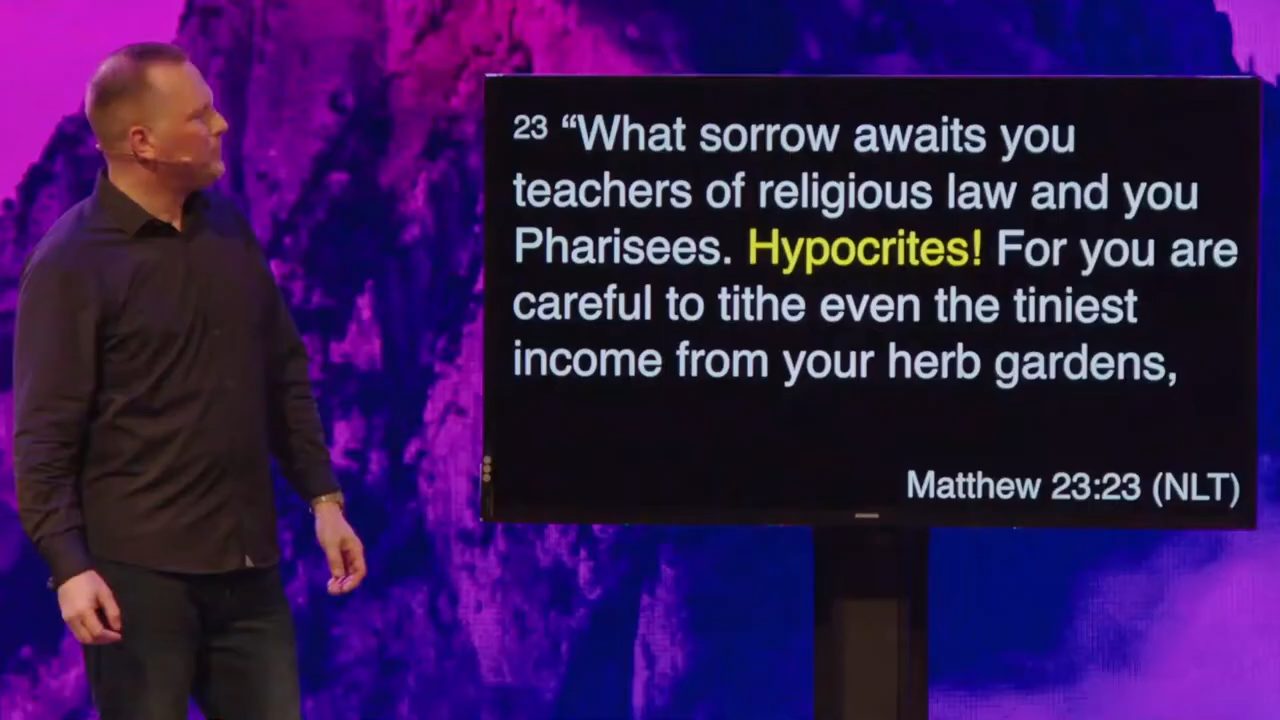 23 “What sorrow awaits you
teachers of religious law and you
Pharisees. Hypocrites! For you are
careful to tithe even the tiniest
income from your herb gardens,
Matthew 23:23 (NLT)